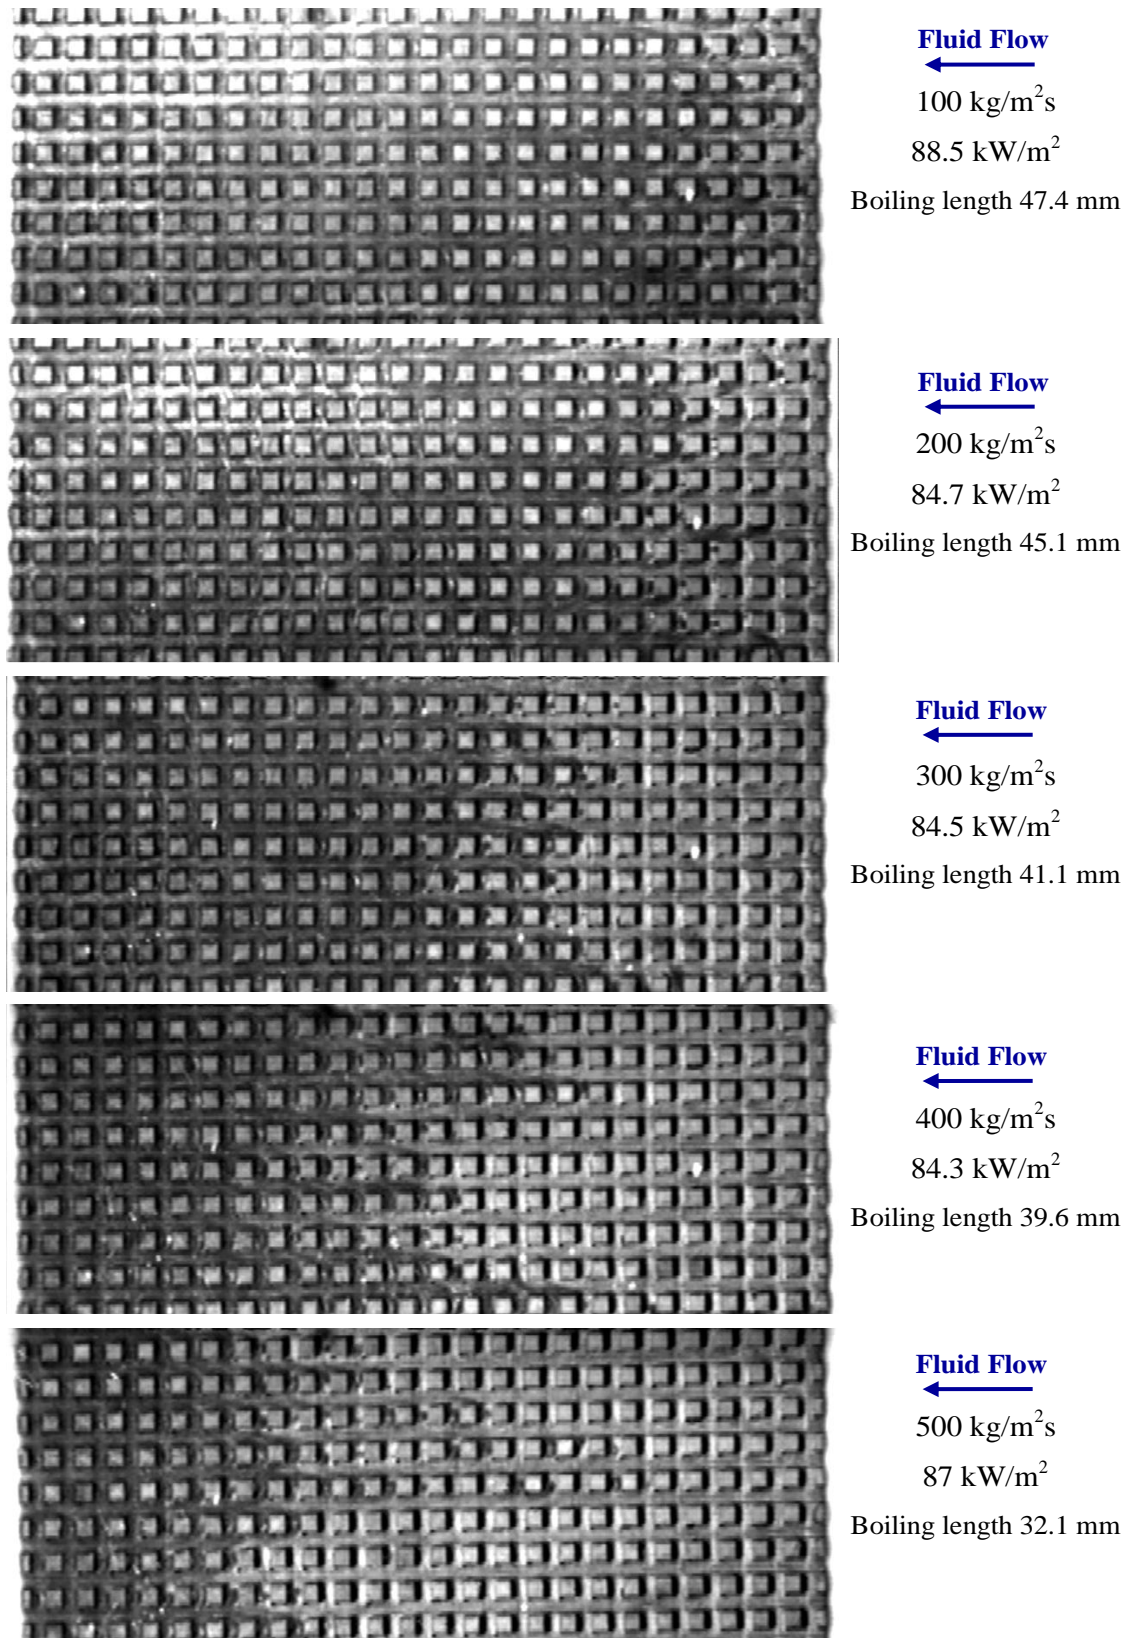 Fluid Flow
100 kg/m²s
88.5 kW/m²
Boiling length 47.4 mm
Fluid Flow
200 kg/m²s
84.7 kW/m²
Boiling length 45.1 mm
Fluid Flow
300 kg/m²s
84.5 kW/m²
Boiling length 41.1 mm
Fluid Flow
400 kg/m²s
84.3 kW/m²
Boiling length 39.6 mm
Fluid Flow
500 kg/m²s
87 kW/m²
Boiling length 32.1 mm